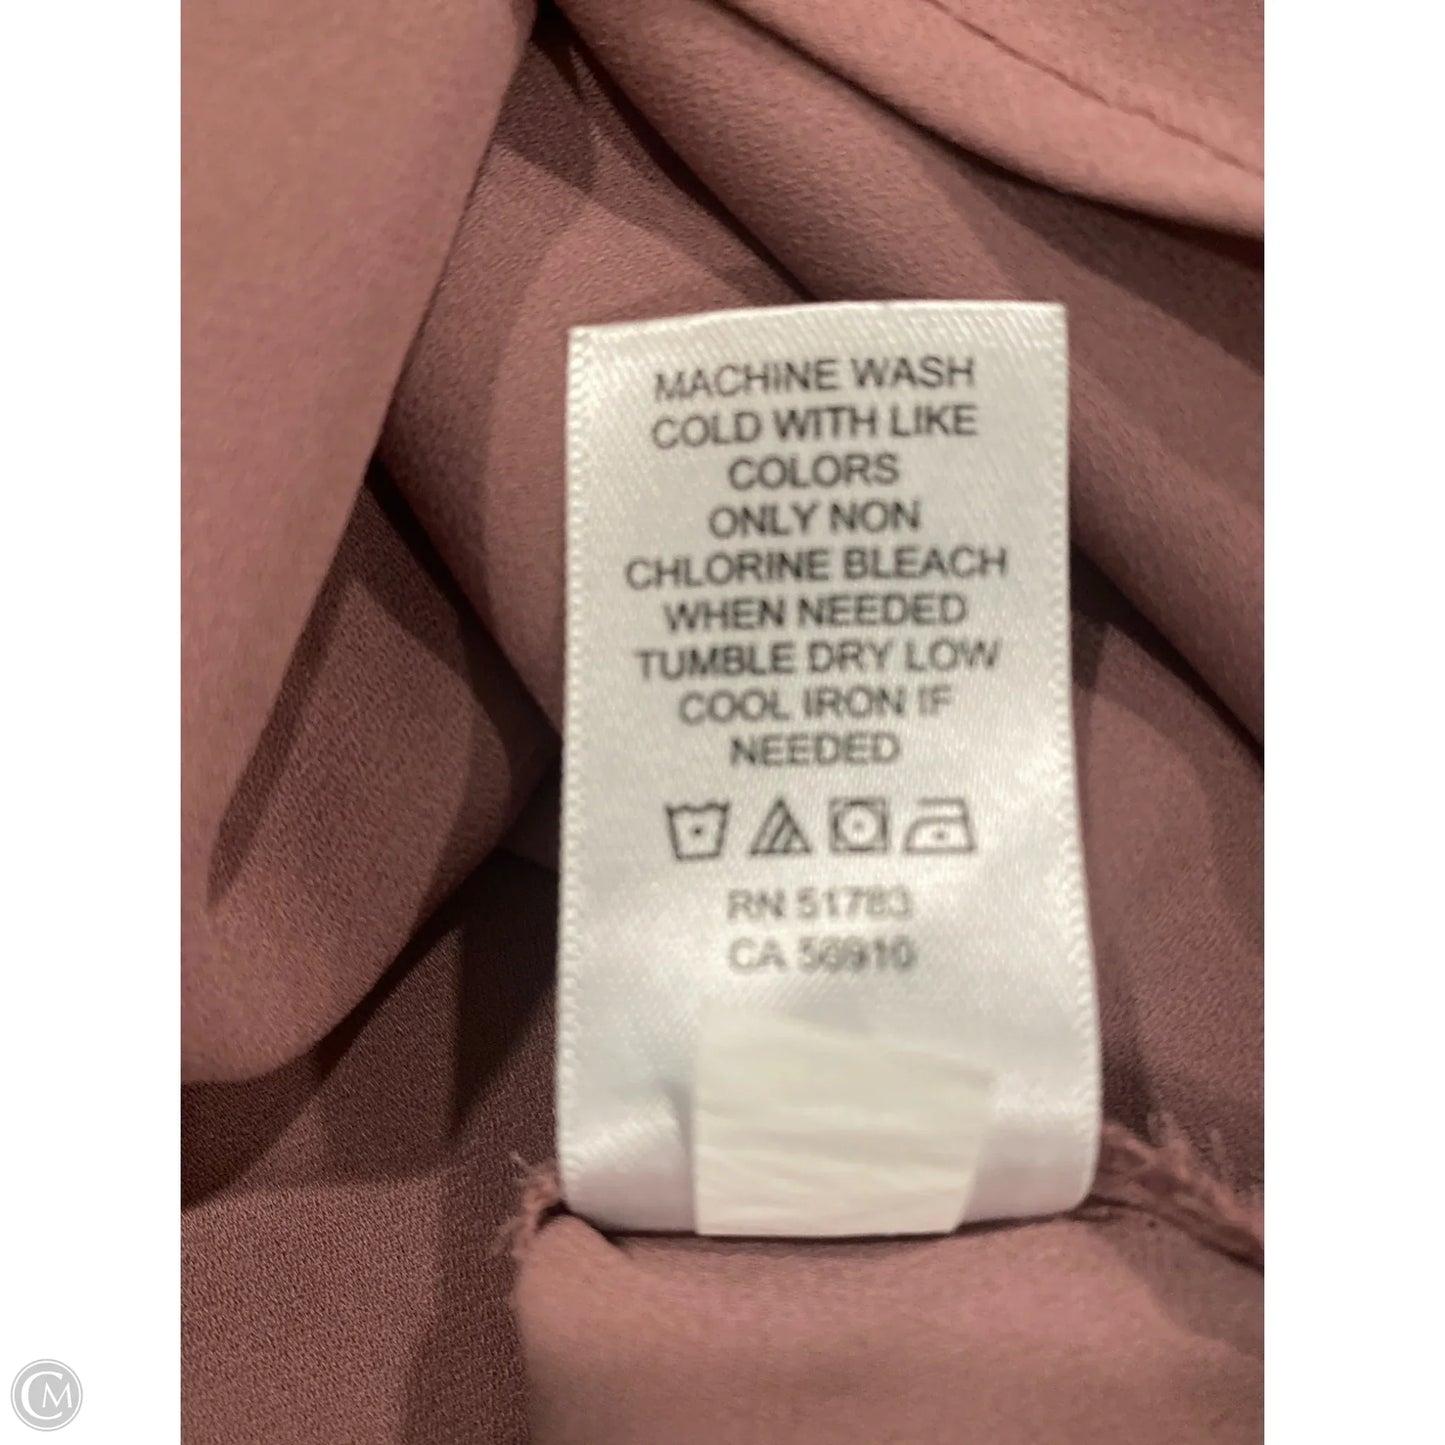 MACHINE WASH
COLD WITH LIKE
COLORS
ONLY NON
CHLORINE BLEACH
WHEN NEEDED
TUMBLE DRY LOW
COOL IRON IF
NEEDED
RN 51783
CA 56910
CM